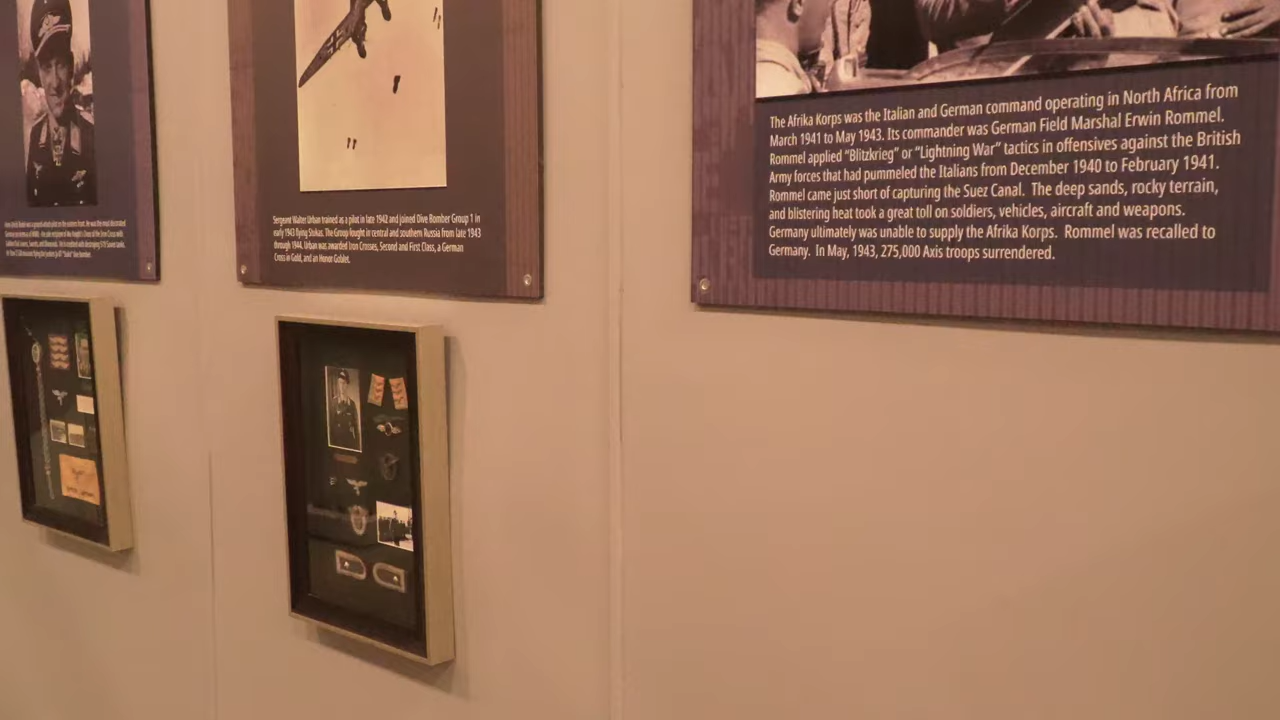 Sergeant Walter Urban trained as a pilot in late 1942 and joined Dive Bomber Group 1 in
early 1943 flying Stukas. The Group fought in central and southern Russia from late 1943
through 1944. Urban was awarded Iron Crosses, Second and First Class, a German
Cross in Gold, and an Honor Goblet.
The Afrika Korps was the Italian and German command operating in North Africa from
March 1941 to May 1943. Its commander was German Field Marshal Erwin Rommel.
Rommel applied “Blitzkrieg” or “Lightning War” tactics in offensives against the British
Army forces that had pummeled the Italians from December 1940 to February 1941.
Rommel came just short of capturing the Suez Canal. The deep sands, rocky terrain,
and blistering heat took a great toll on soldiers, vehicles, aircraft and weapons.
Germany ultimately was unable to supply the Afrika Korps. Rommel was recalled to
Germany. In May, 1943, 275,000 Axis troops surrendered.